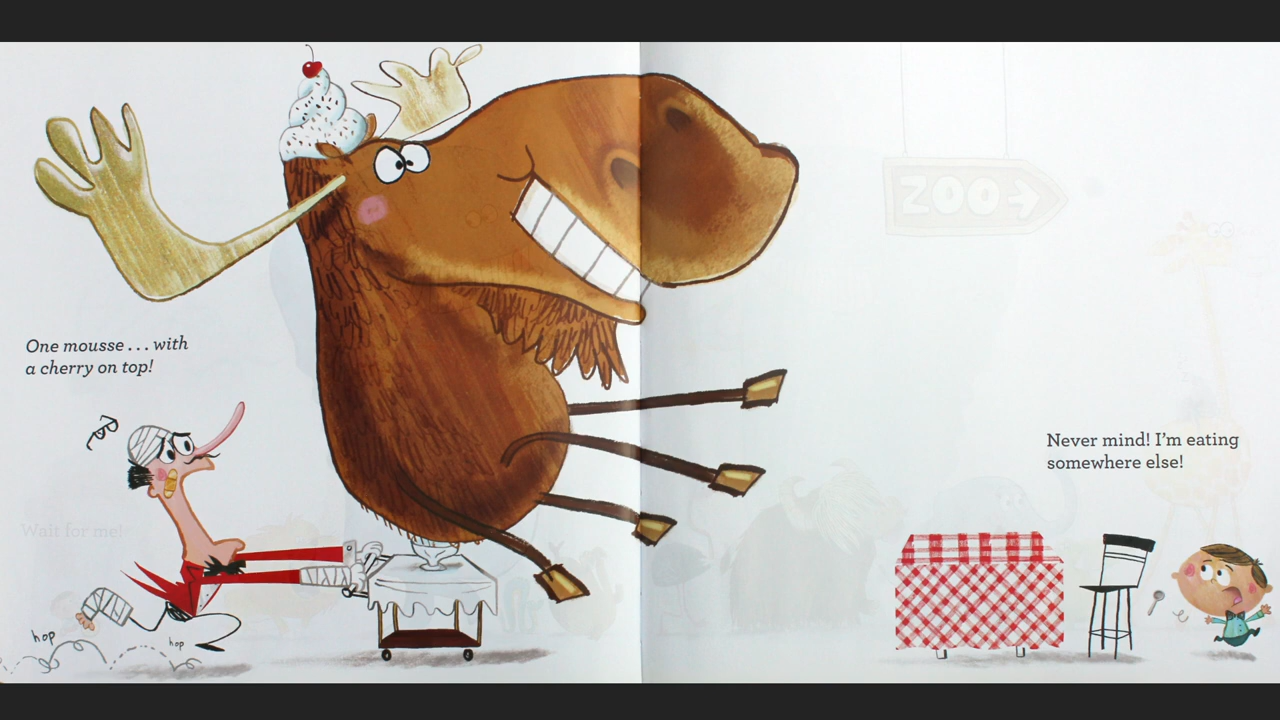 One mousse . . . with
a cherry on top!
hop
hop
Never mind! I'm eating
somewhere else!
ZOO →
Wait for me!